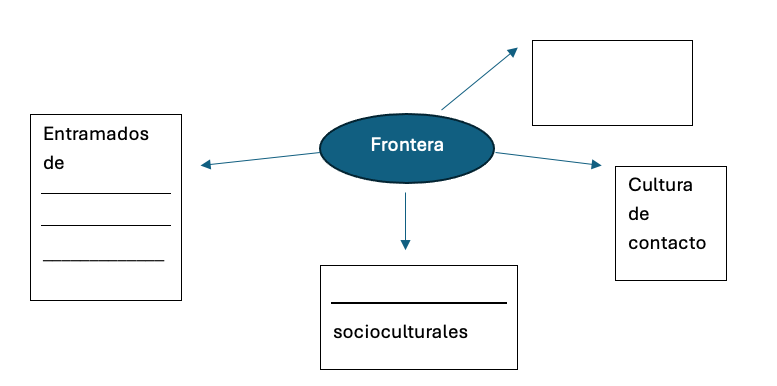 Entramados
de
Frontera
Cultura
de
contacto
socioculturales